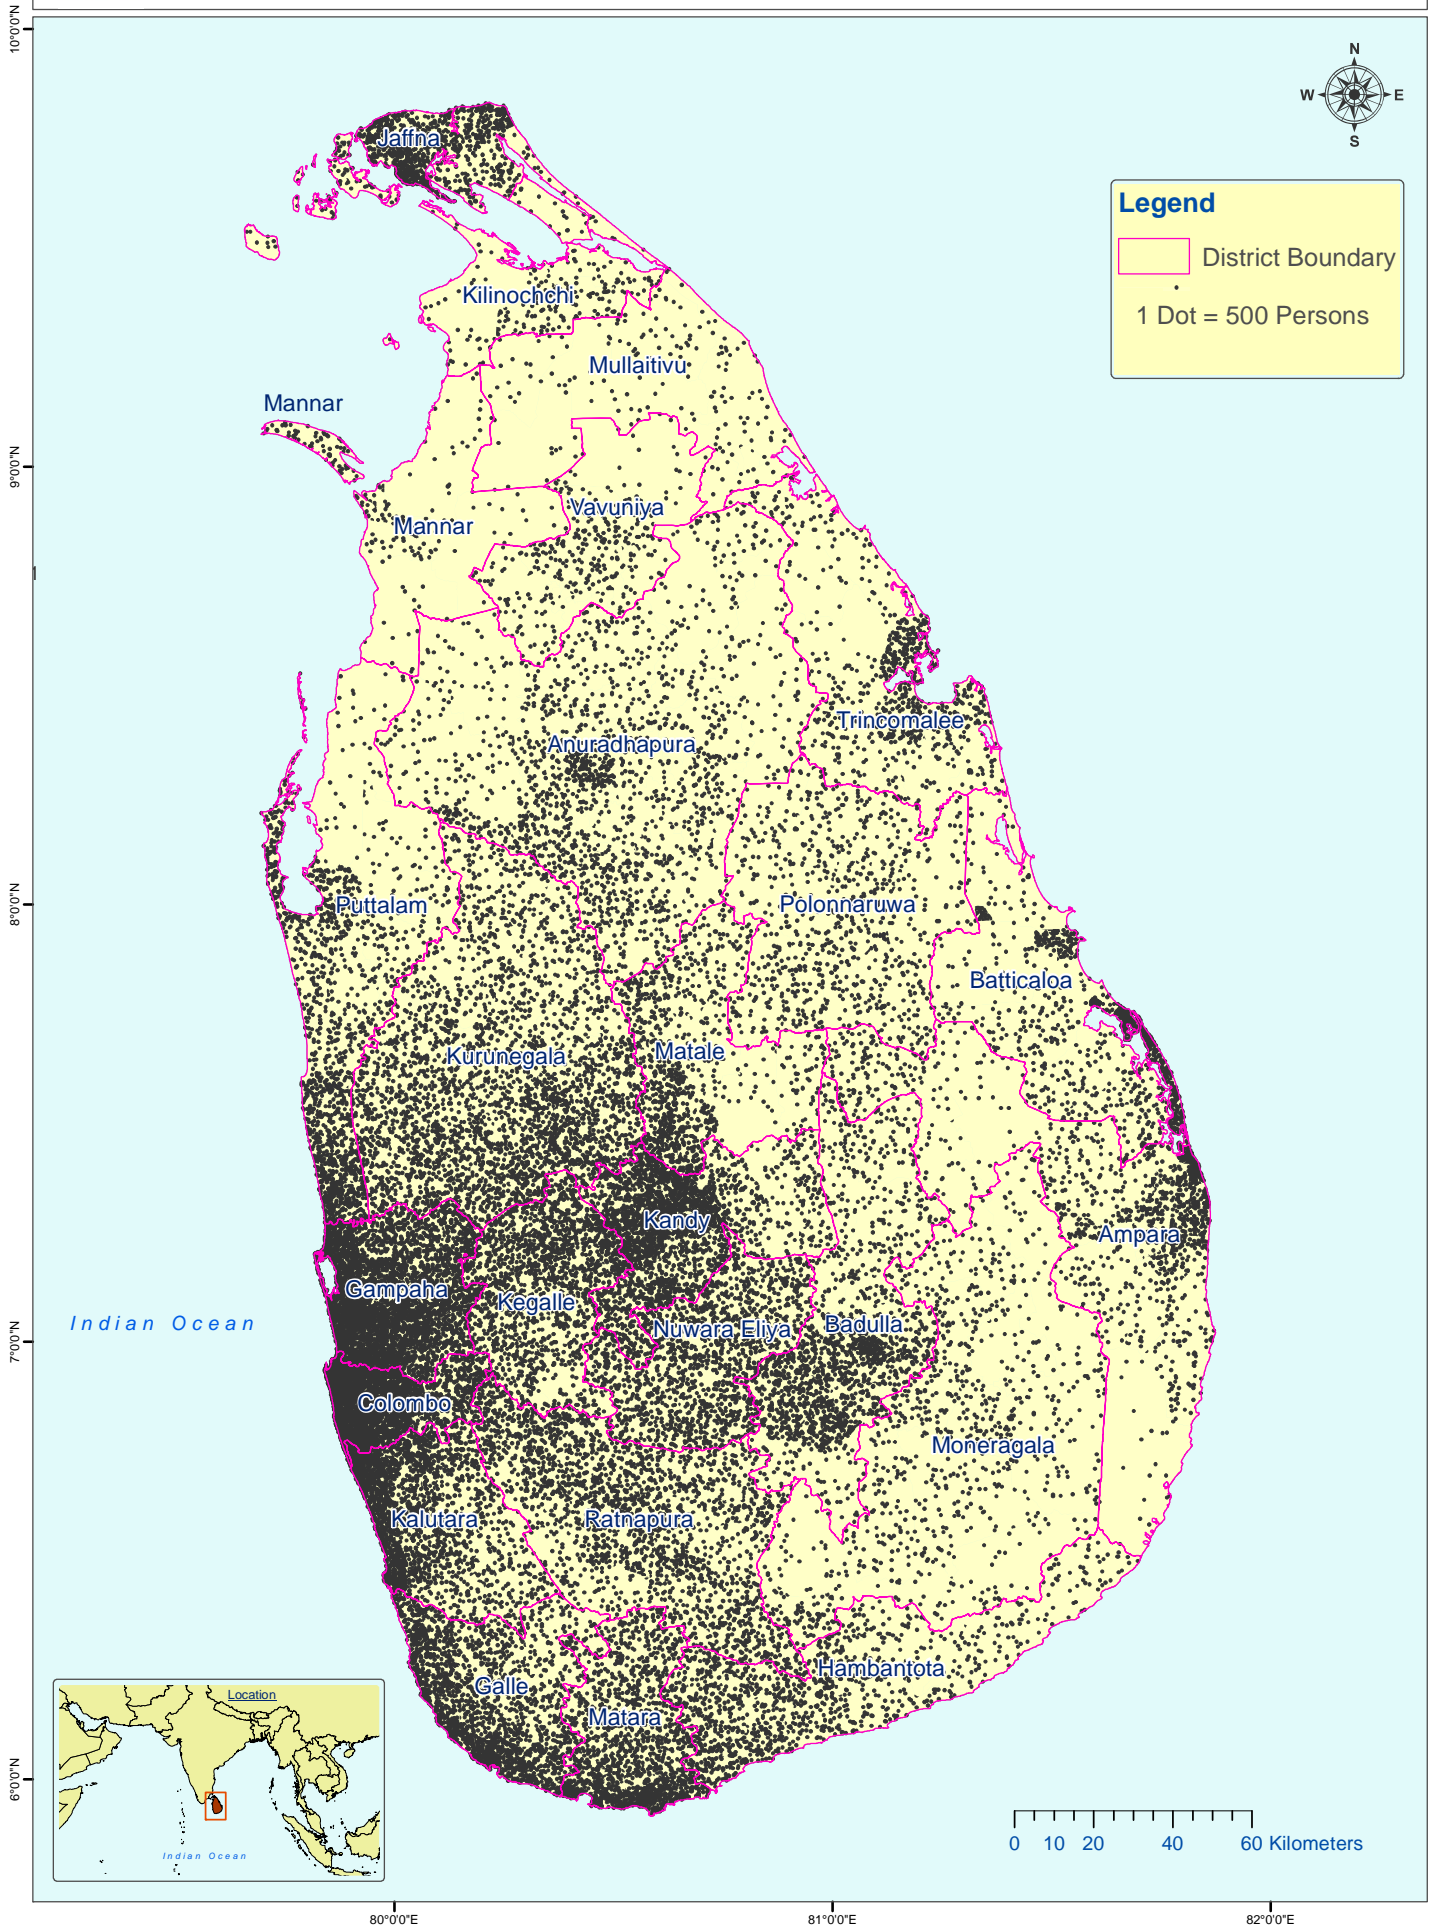 10°0'0"N
N
W
E
S
Jaffna
Legend
District Boundary
1 Dot = 500 Persons
Kilinochchi
Mullaitivu
Mannar
9°0'0"N
Vavuniya
Mannar
Trincomalee
Anuradhapura
8°0'0"N
Puttalam
Polonnaruwa
Batticaloa
Kurunegala
Matale
Kandy
Ampara
Gampaha
Kegalle
Indian Ocean
Nuwara Eliya
Badulla
7°0'0"N
Colombo
Moneragala
Kalutara
Ratnapura
Hambantota
Galle
Matara
Location
6°0'0"N
Indian Ocean
0 10 20 40 60 Kilometers
80°0'0"E
81°0'0"E
82°0'0"E